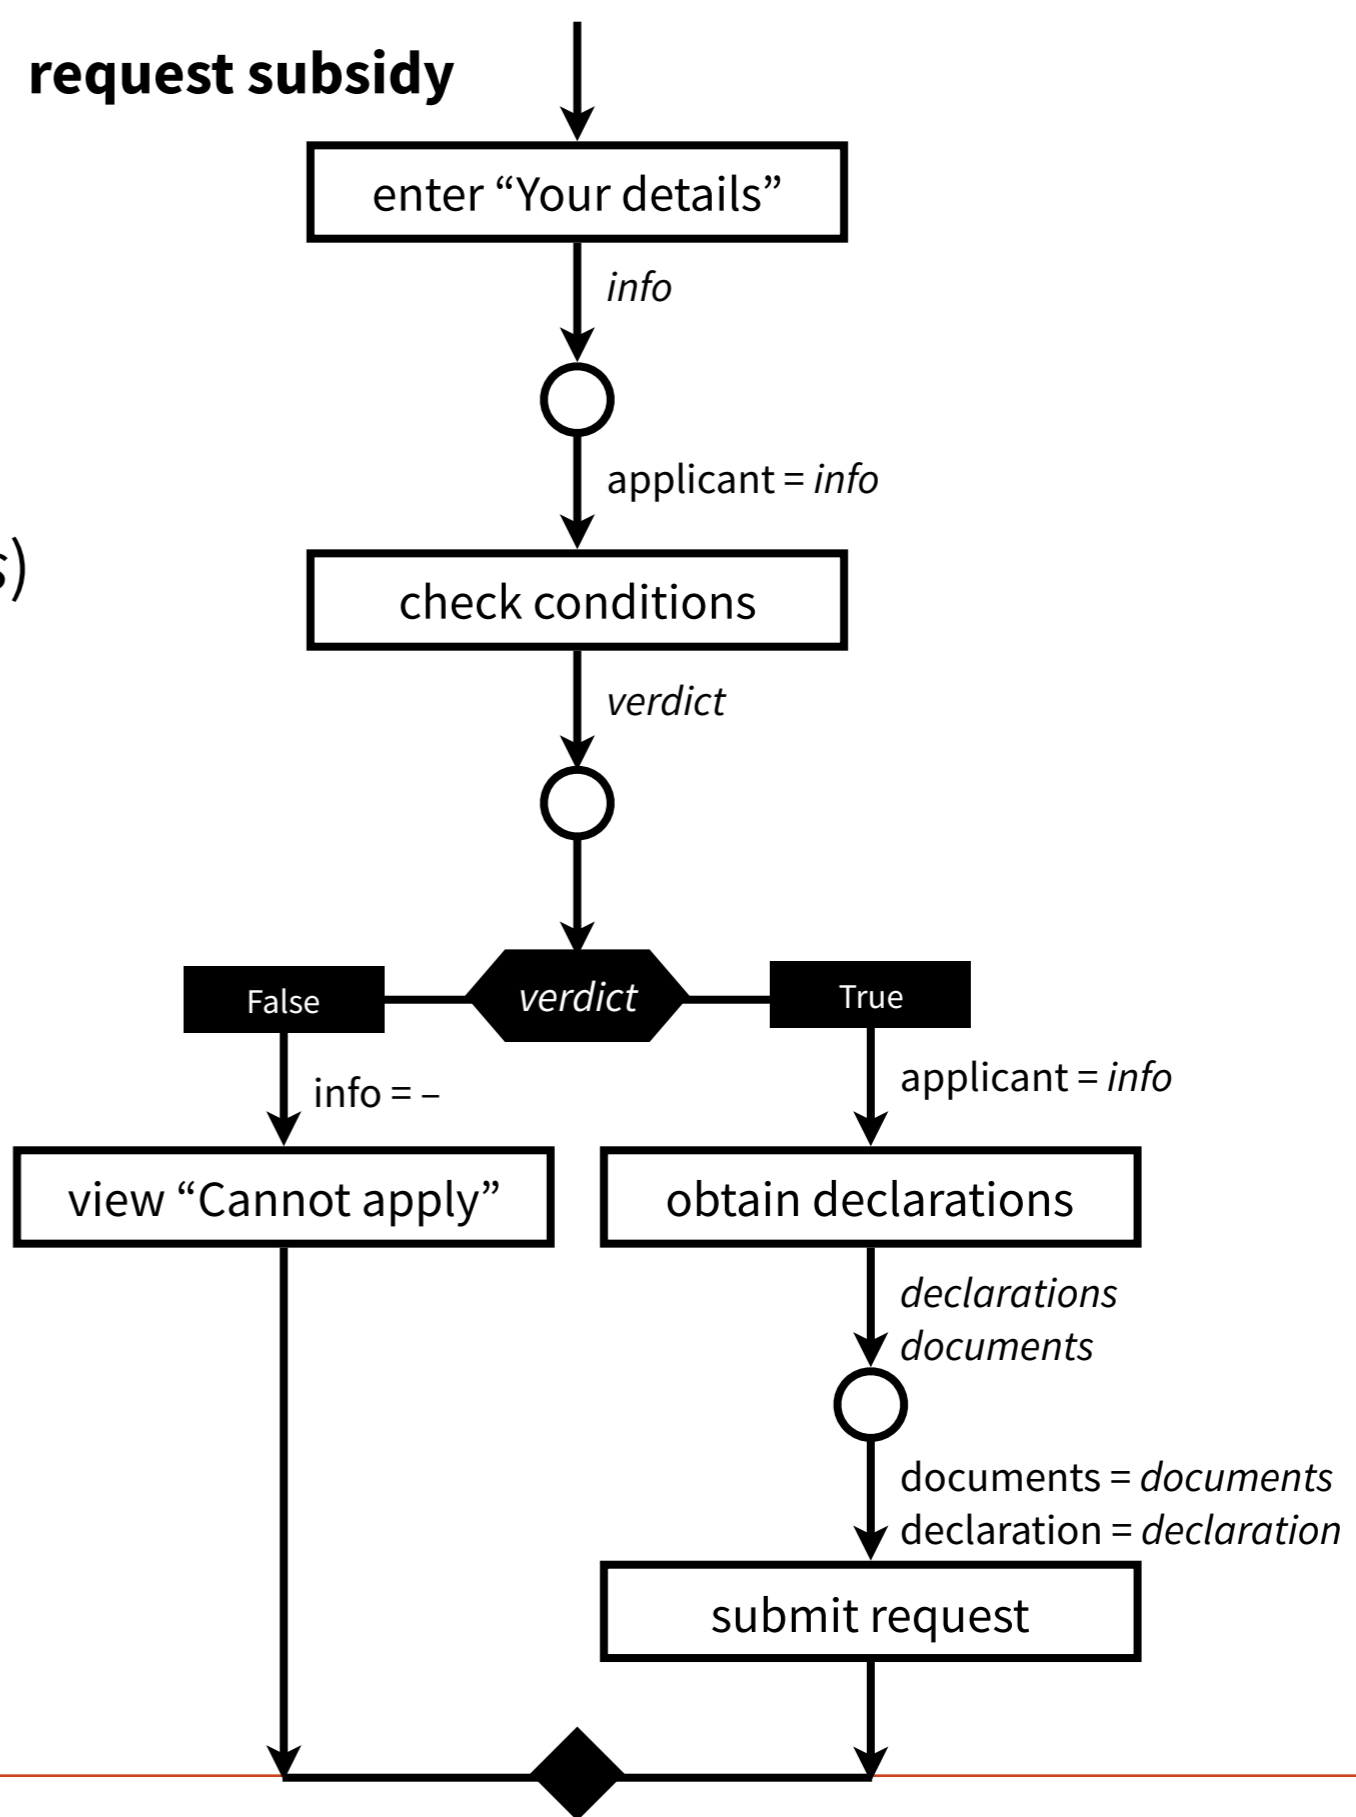 request subsidy
enter “Your details”
info
applicant = info
s)
check conditions
verdict
verdict
False
True
info = –
applicant = info
view “Cannot apply”
obtain declarations
declarations
documents
documents = documents
declaration = declaration
submit request